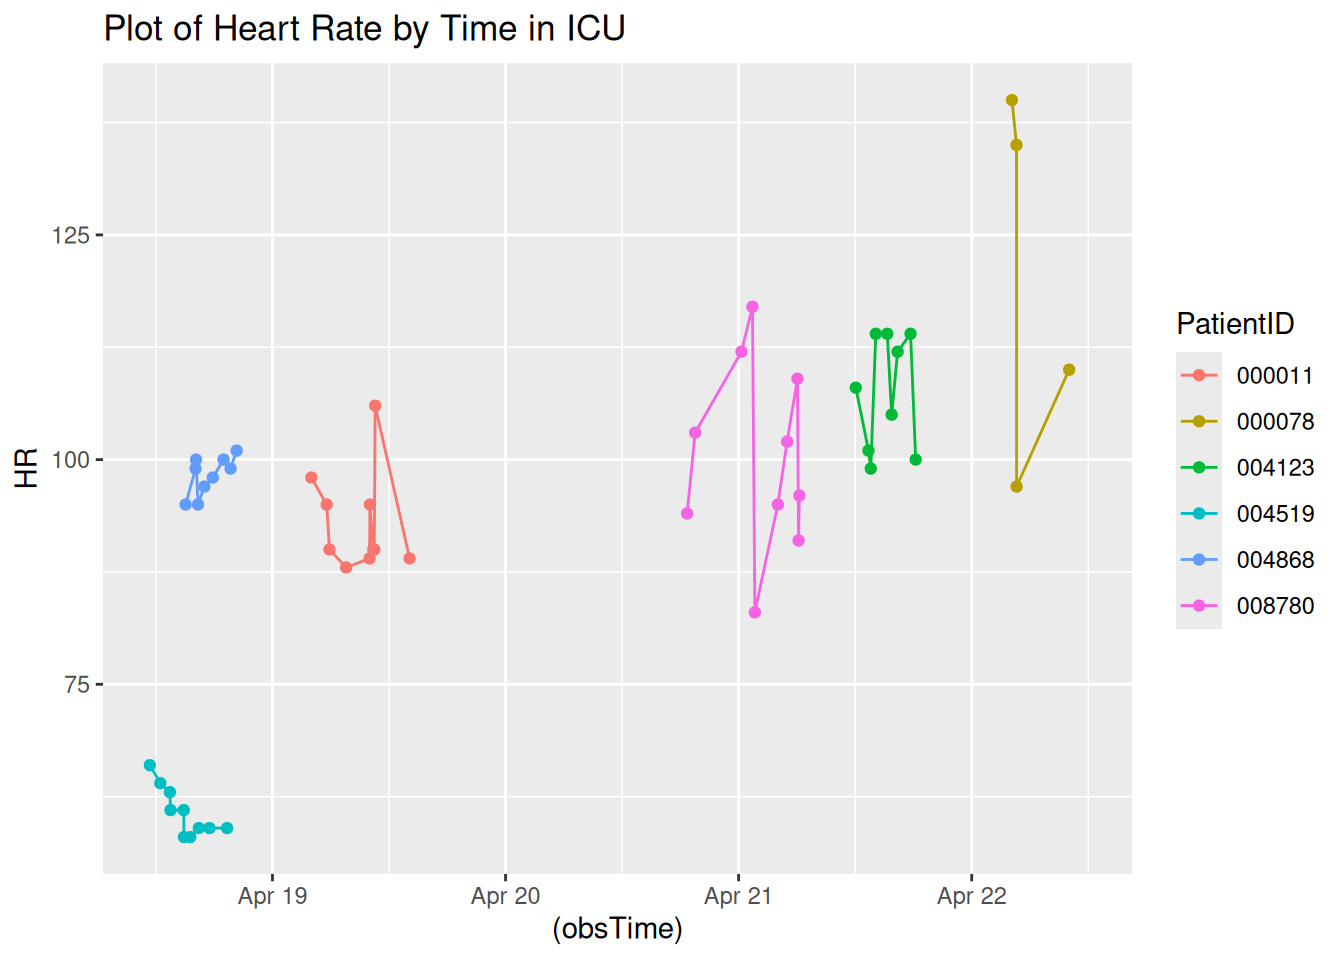 Plot of Heart Rate by Time in ICU
HR
125
100
75
Apr 19
Apr 20
Apr 21
Apr 22
(obsTime)
PatientID
000011
000078
004123
004519
004868
008780